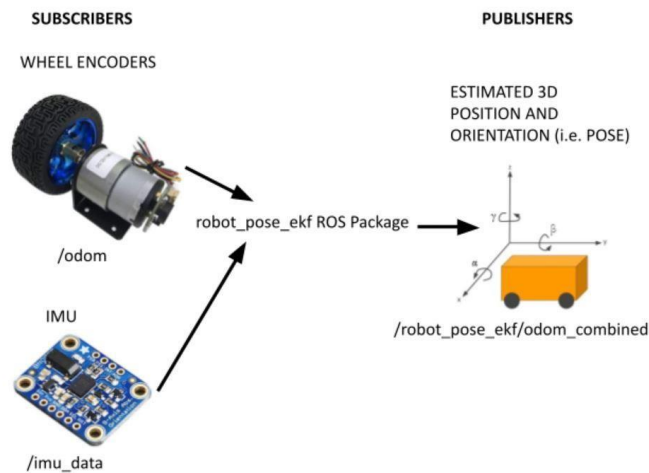 SUBSCRIBERS
PUBLISHERS
WHEEL ENCODERS
ESTIMATED 3D
POSITION AND
ORIENTATION (i.e. POSE)
/odom
robot_pose_ekf ROS Package
z
γ
β
y
α
x
/robot_pose_ekf/odom_combined
IMU
/imu_data